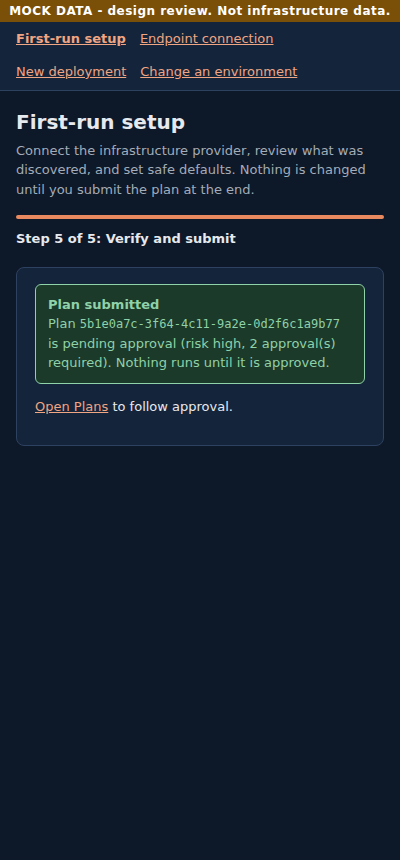 MOCK DATA - design review. Not infrastructure data.
First-run setup Endpoint connection
New deployment Change an environment
First-run setup
Connect the infrastructure provider, review what was
discovered, and set safe defaults. Nothing is changed
until you submit the plan at the end.
Step 5 of 5: Verify and submit
Plan submitted
Plan 5b1e0a7c-3f64-4c11-9a2e-0d2f6c1a9b77
is pending approval (risk high, 2 approval(s)
required). Nothing runs until it is approved.
Open Plans to follow approval.